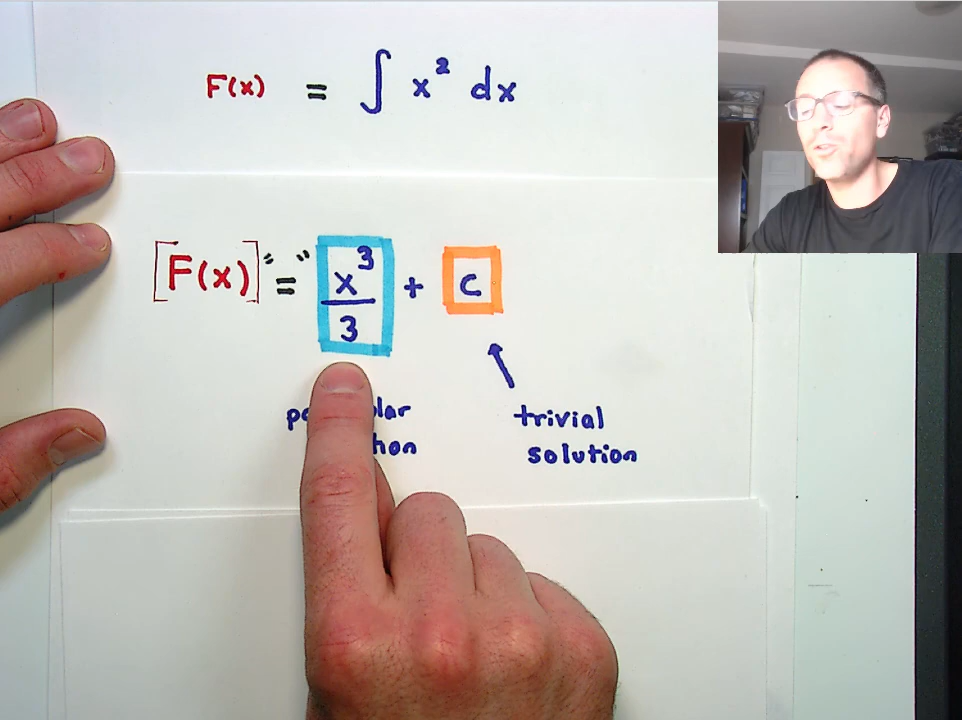 F(x) = ∫ x² dx
[F(x)] "=" x³/3 + c
trivial
solution